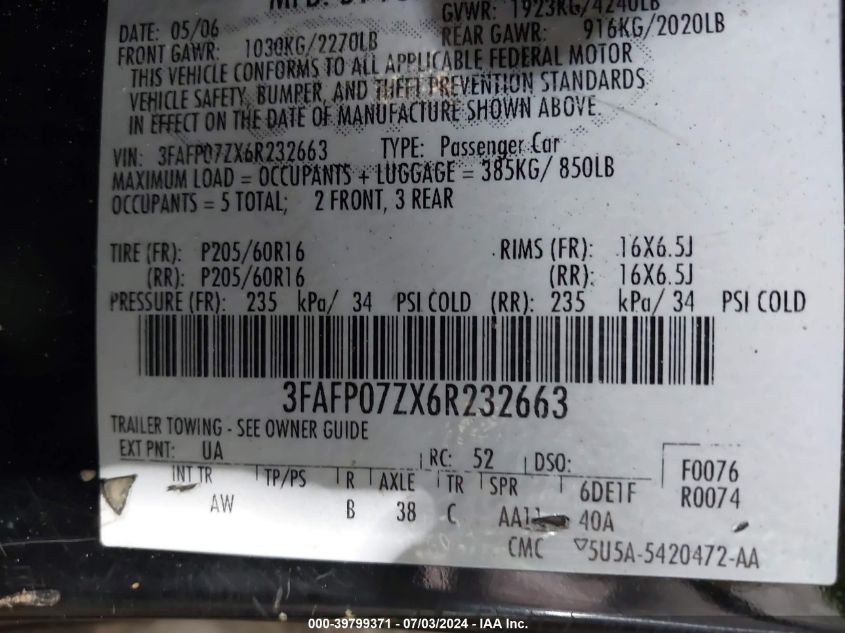 GVWR: 1923KG/4240LB
DATE: 05/06 REAR GAWR: 916KG/2020LB
FRONT GAWR: 1030KG/2270LB
THIS VEHICLE CONFORMS TO ALL APPLICABLE FEDERAL MOTOR
VEHICLE SAFETY, BUMPER, AND THEFT PREVENTION STANDARDS
IN EFFECT ON THE DATE OF MANUFACTURE SHOWN ABOVE.
VIN: 3FAFP07ZX6R232663 TYPE: Passenger Car
MAXIMUM LOAD = OCCUPANTS + LUGGAGE = 385KG/ 850LB
OCCUPANTS = 5 TOTAL; 2 FRONT, 3 REAR
TIRE (FR): P205/60R16 RIMS (FR): 16X6.5J
(RR): P205/60R16 (RR): 16X6.5J
PRESSURE (FR): 235 kPa/ 34 PSI COLD (RR): 235 kPa/ 34 PSI COLD
3FAFP07ZX6R232663
TRAILER TOWING - SEE OWNER GUIDE
EXT PNT: UA RC: 52 DSO: F0076
INT TR TP/PS R AXLE TR SPR 6DE1F R0074
AW B 38 C 40A
CMC ▽5U5A-5420472-AA
000-39799371 - 07/03/2024 - IAA Inc.